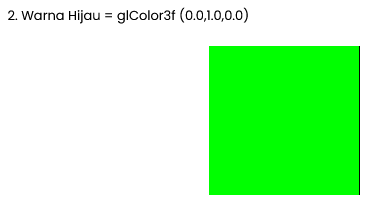 2. Warna Hijau = glColor3f (0.0,1.0,0.0)